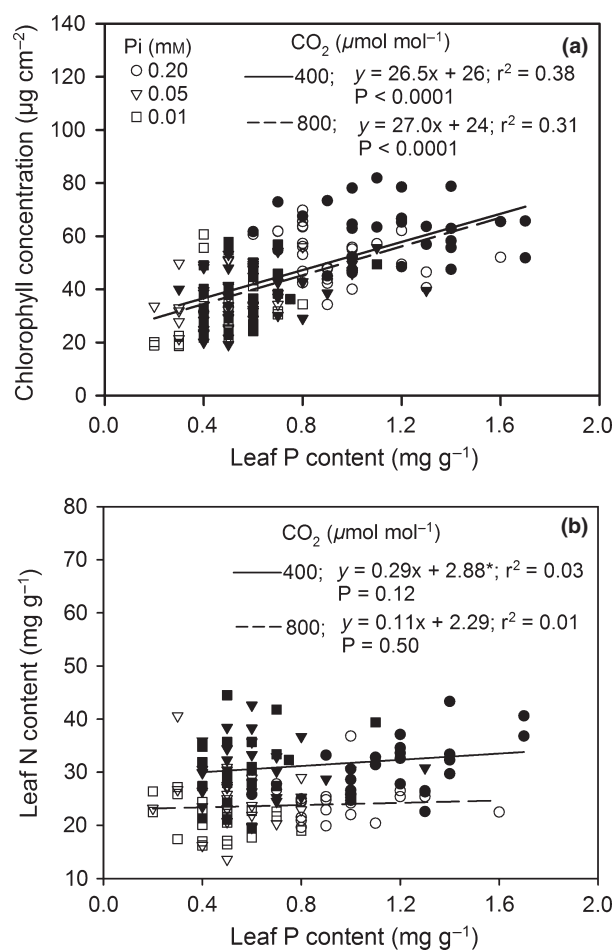 Pi (mM)
○ 0.20
▽ 0.05
□ 0.01
CO₂ (µmol mol⁻¹)
(a)
400; y = 26.5x + 26; r² = 0.38
P < 0.0001
800; y = 27.0x + 24; r² = 0.31
P < 0.0001
Chlorophyll concentration (µg cm⁻²)
140
120
100
80
60
40
20
0
0.0 0.4 0.8 1.2 1.6 2.0
Leaf P content (mg g⁻¹)
CO₂ (µmol mol⁻¹)
(b)
400; y = 0.29x + 2.88*; r² = 0.03
P = 0.12
800; y = 0.11x + 2.29; r² = 0.01
P = 0.50
Leaf N content (mg g⁻¹)
80
70
60
50
40
30
20
10
0.0 0.4 0.8 1.2 1.6 2.0
Leaf P content (mg g⁻¹)